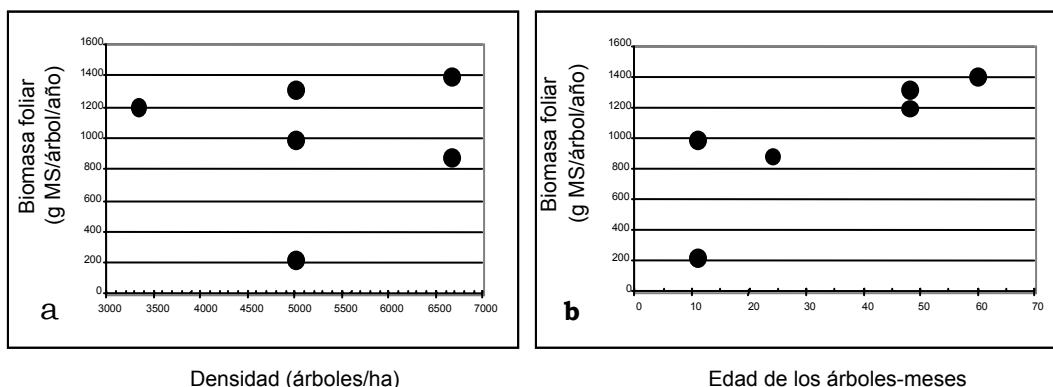 Biomasa foliar
(g MS/árbol/año)
1600
1400
1200
1000
800
600
400
200
0
3000 3500 4000 4500 5000 5500 6000 6500 7000
a
Densidad (árboles/ha)
Biomasa foliar
(g MS/árbol/año)
1600
1400
1200
1000
800
600
400
200
0
0 10 20 30 40 50 60 70
b
Edad de los árboles-meses